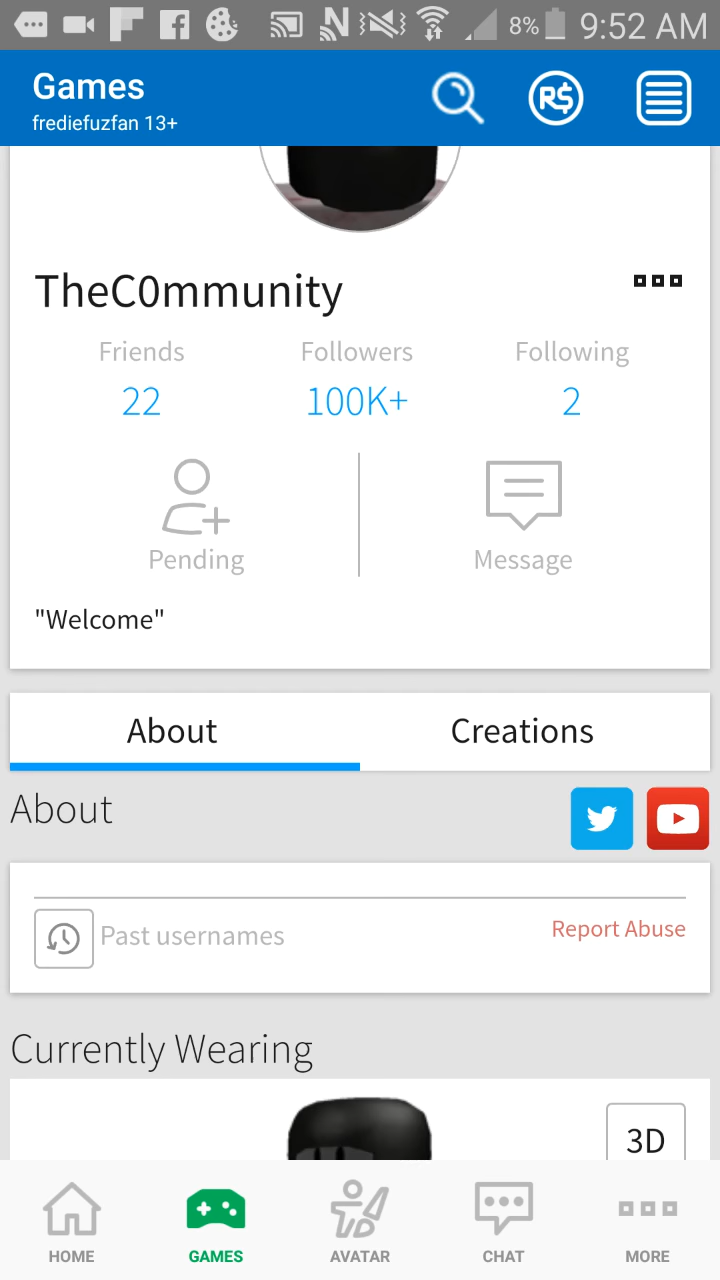 8% 9:52 AM
Games
frediefuzfan 13+
R$
TheC0mmunity
Friends Followers Following
22 100K+ 2
Pending Message
"Welcome"
About Creations
About
Past usernames Report Abuse
Currently Wearing
3D
HOME GAMES AVATAR CHAT MORE